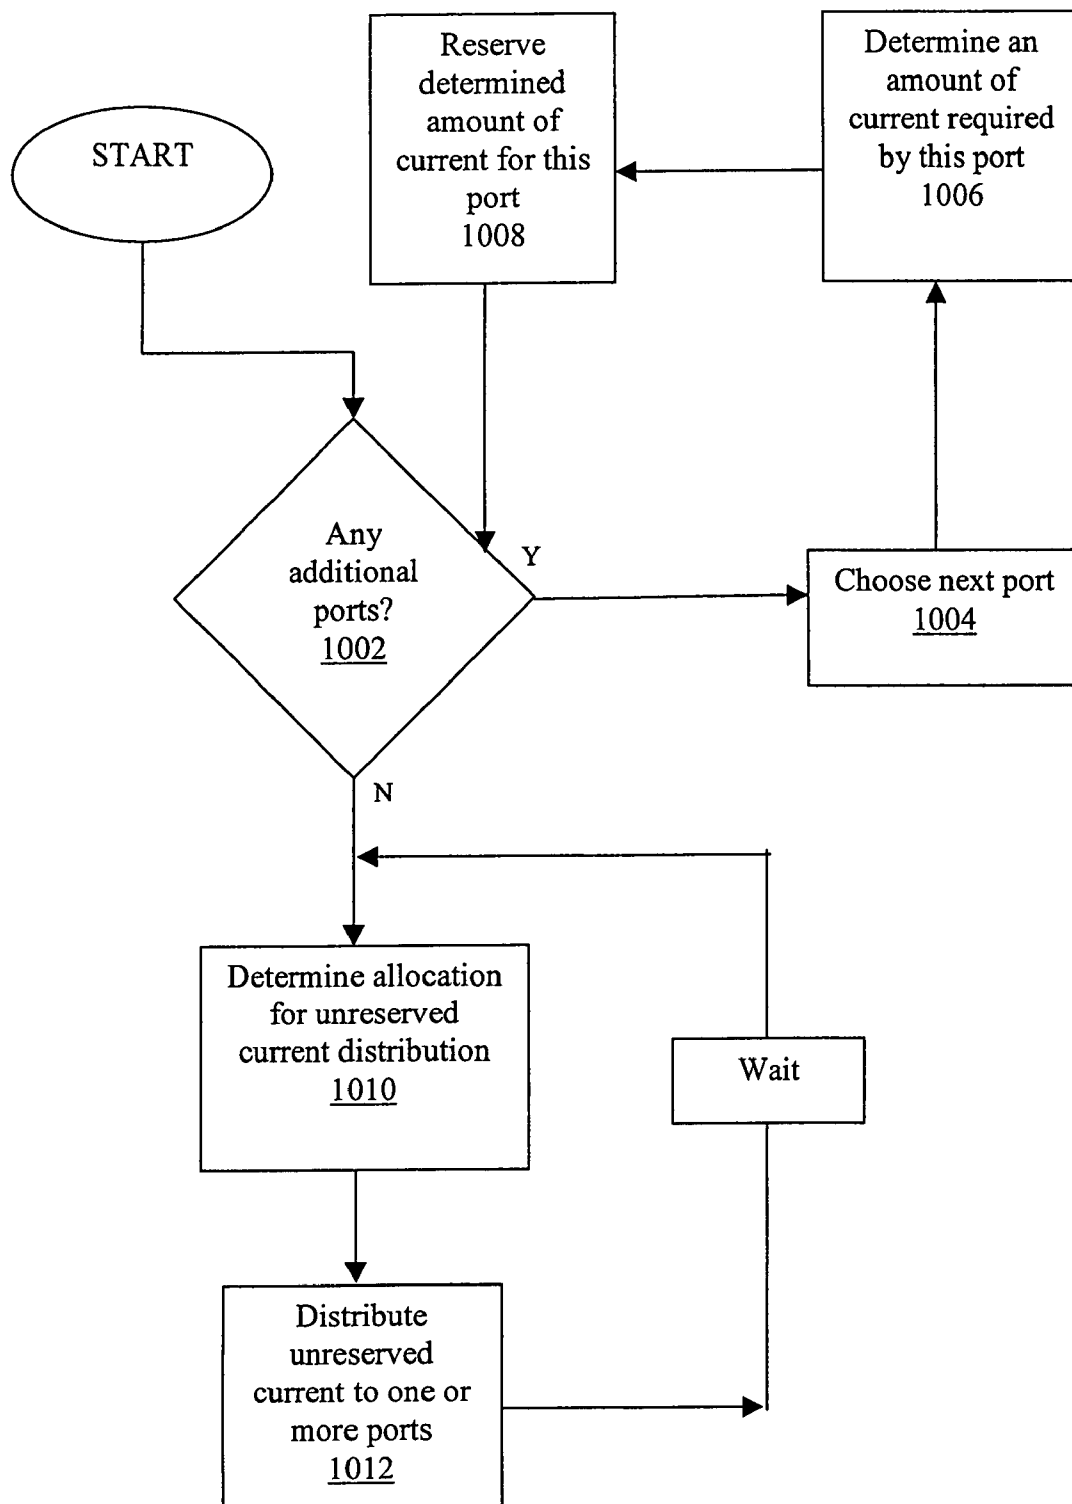 START
Reserve
determined
amount of
current for this
port
1008
Determine an
amount of
current required
by this port
1006
Any
additional
ports?
1002
Y
Choose next port
1004
N
Determine allocation
for unreserved
current distribution
1010
Wait
Distribute
unreserved
current to one or
more ports
1012